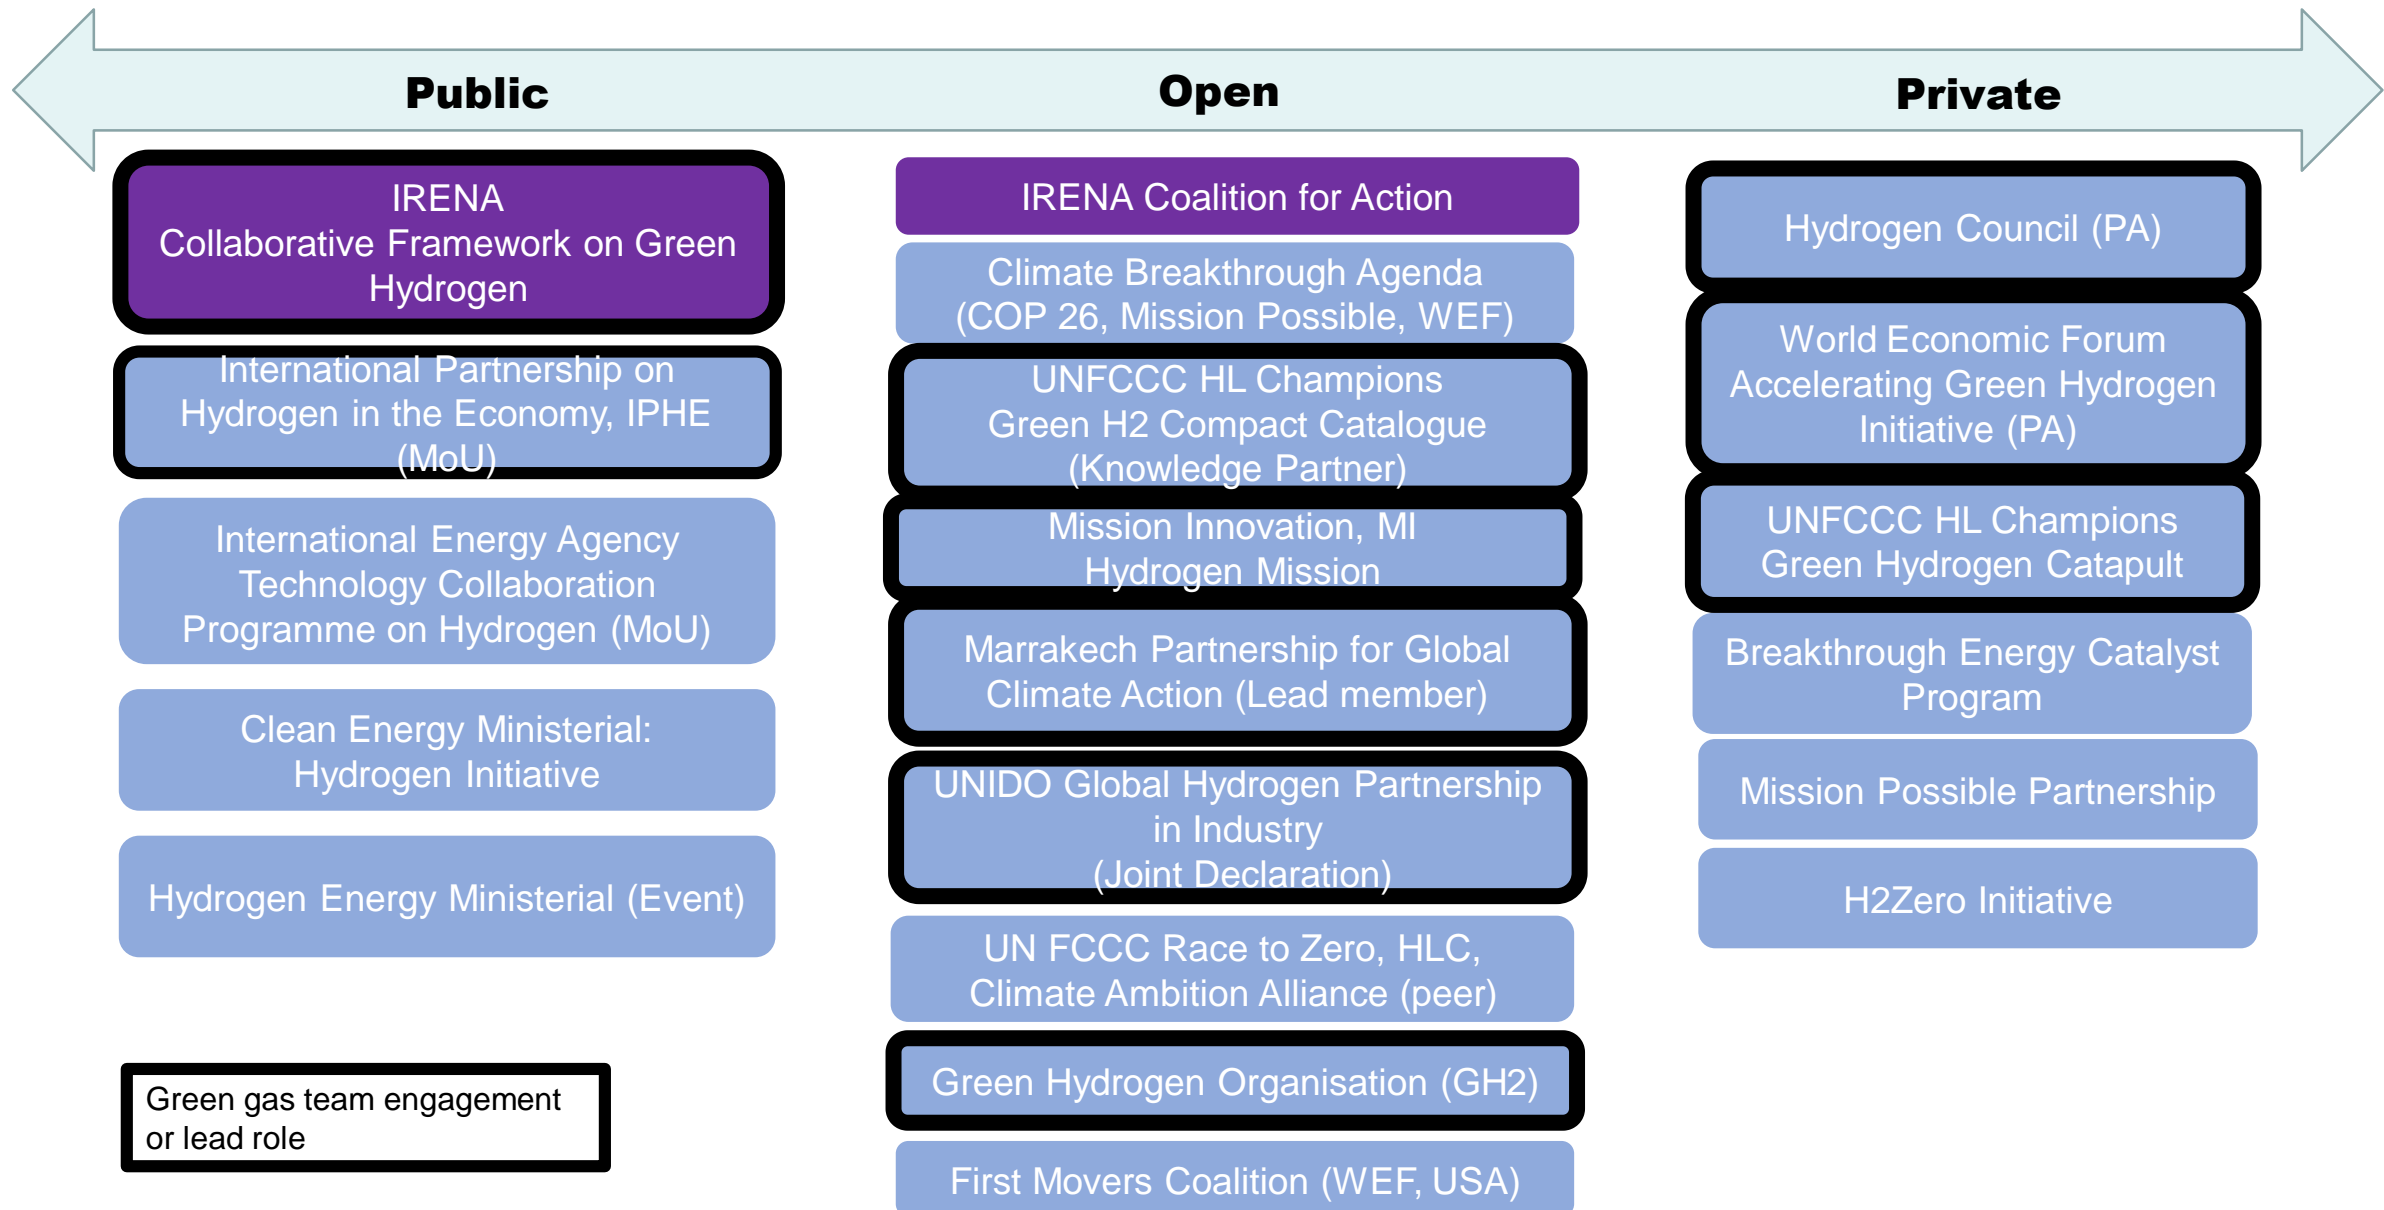 Public
Open
Private
IRENA
Collaborative Framework on Green
Hydrogen
International Partnership on
Hydrogen in the Economy, IPHE
(MoU)
International Energy Agency
Technology Collaboration
Programme on Hydrogen (MoU)
Clean Energy Ministerial:
Hydrogen Initiative
Hydrogen Energy Ministerial (Event)
Green gas team engagement
or lead role
IRENA Coalition for Action
Climate Breakthrough Agenda
(COP 26, Mission Possible, WEF)
UNFCCC HL Champions
Green H2 Compact Catalogue
(Knowledge Partner)
Mission Innovation, MI
Hydrogen Mission
Marrakech Partnership for Global
Climate Action (Lead member)
UNIDO Global Hydrogen Partnership
in Industry
(Joint Declaration)
UN FCCC Race to Zero, HLC,
Climate Ambition Alliance (peer)
Green Hydrogen Organisation (GH2)
First Movers Coalition (WEF, USA)
Hydrogen Council (PA)
World Economic Forum
Accelerating Green Hydrogen
Initiative (PA)
UNFCCC HL Champions
Green Hydrogen Catapult
Breakthrough Energy Catalyst
Program
Mission Possible Partnership
H2Zero Initiative